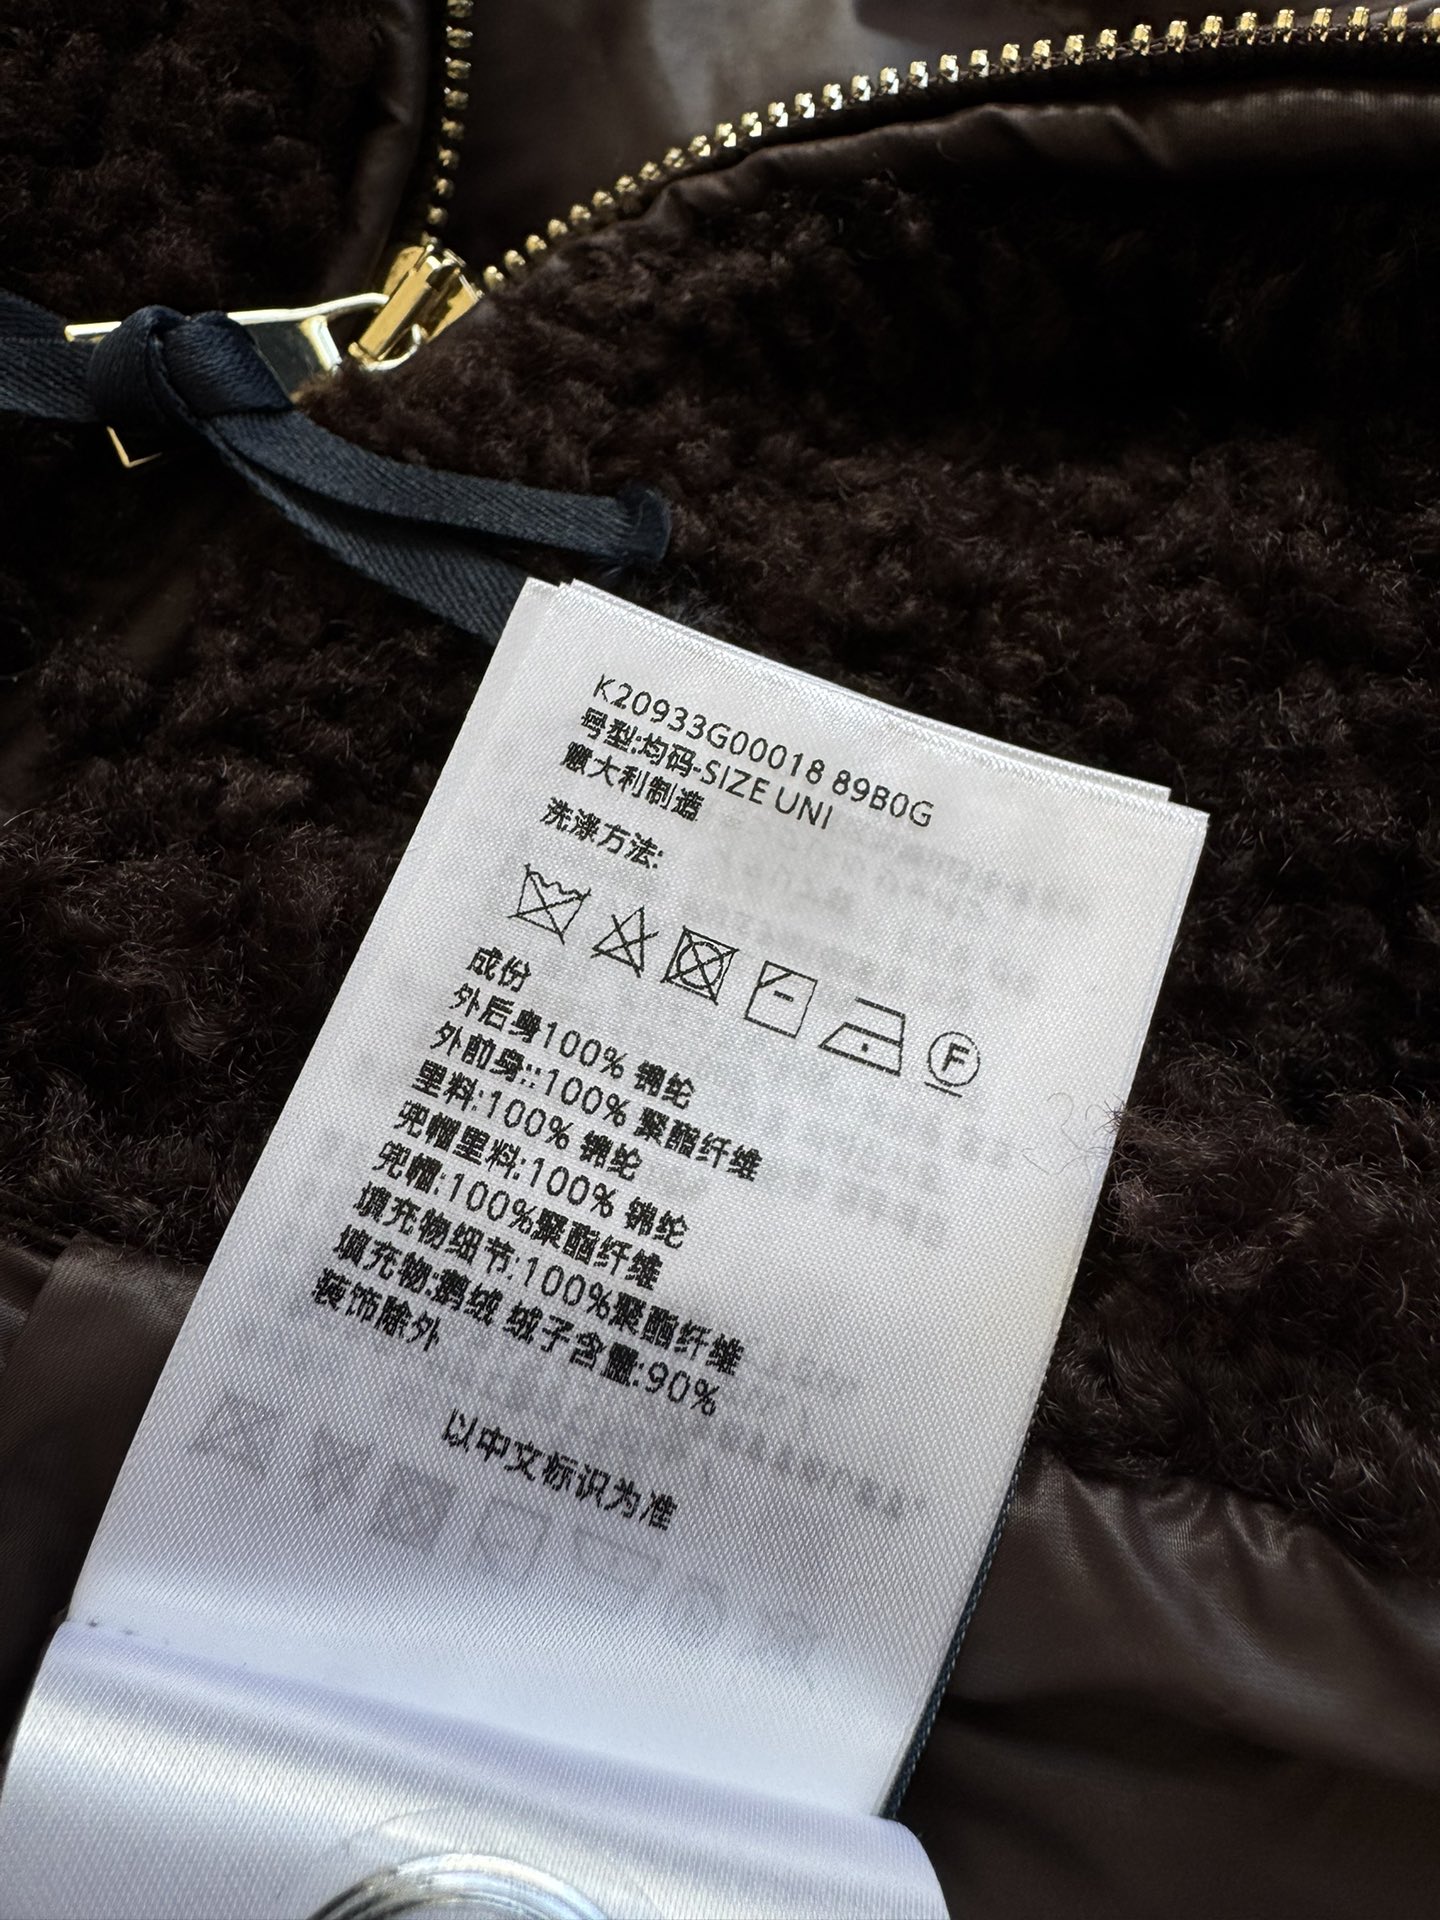 K20933G00018 89B0G
号型:均码-SIZE UNI
意大利制造
洗涤方法:
F
成份
外后身100% 锦纶
外前身::100% 聚酯纤维
里料:100% 锦纶
兜帽里料:100% 锦纶
兜帽:100%聚酯纤维
填充物细节:100%聚酯纤维
填充物:鹅绒 绒子含量:90%
装饰除外
以中文标识为准